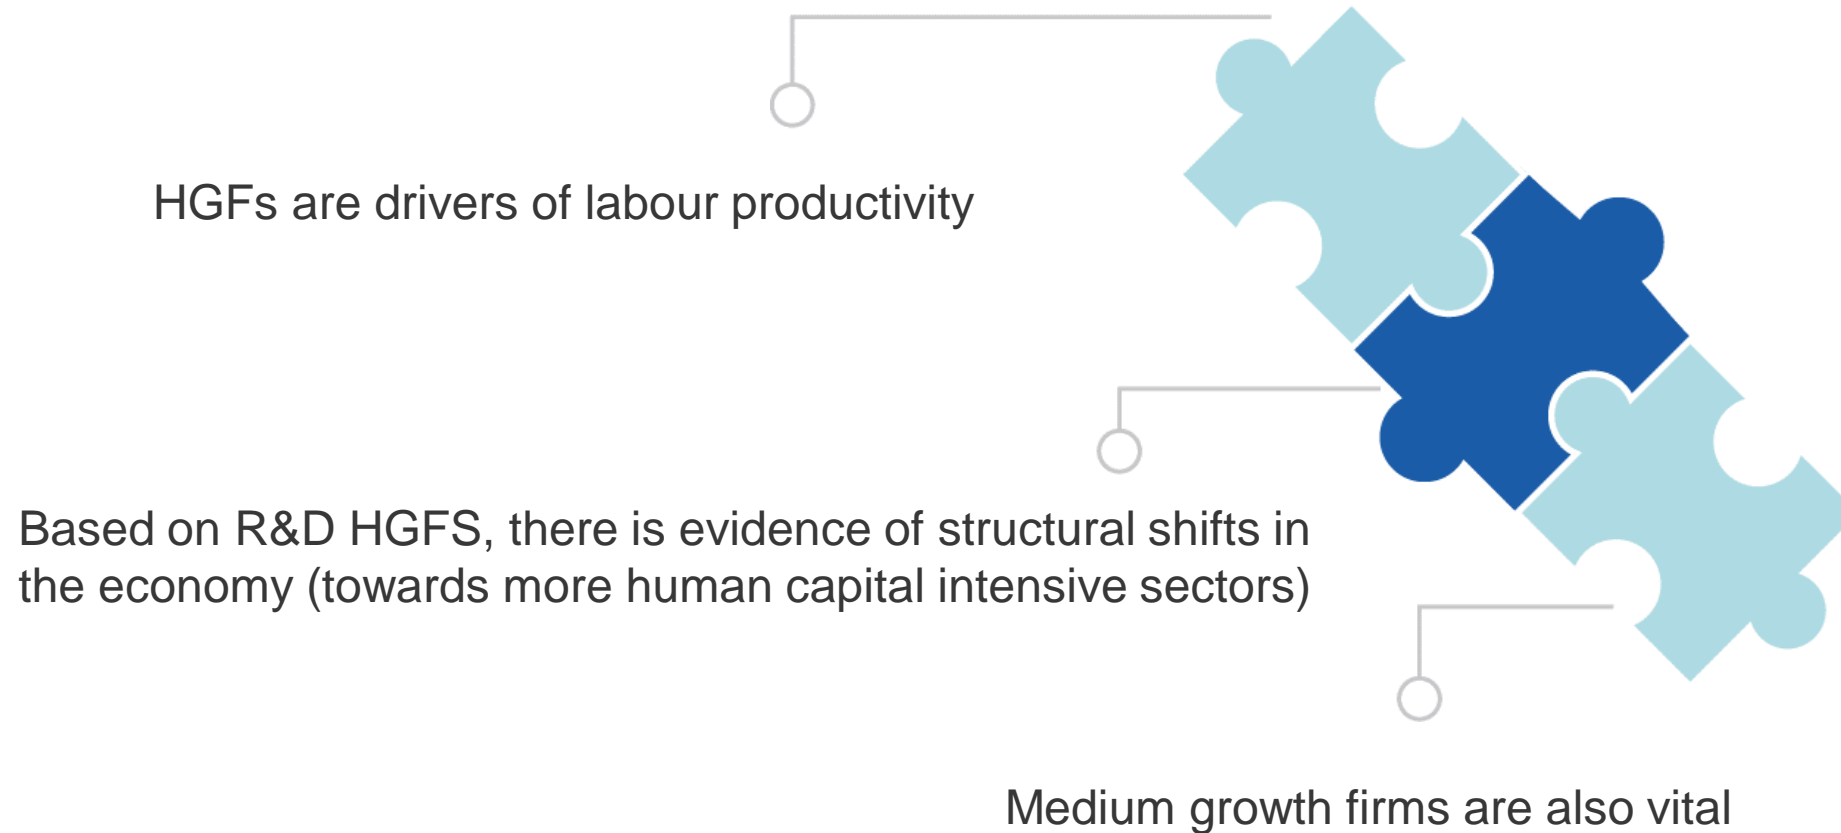 HGFs are drivers of labour productivity
Based on R&D HGFS, there is evidence of structural shifts in
the economy (towards more human capital intensive sectors)
Medium growth firms are also vital